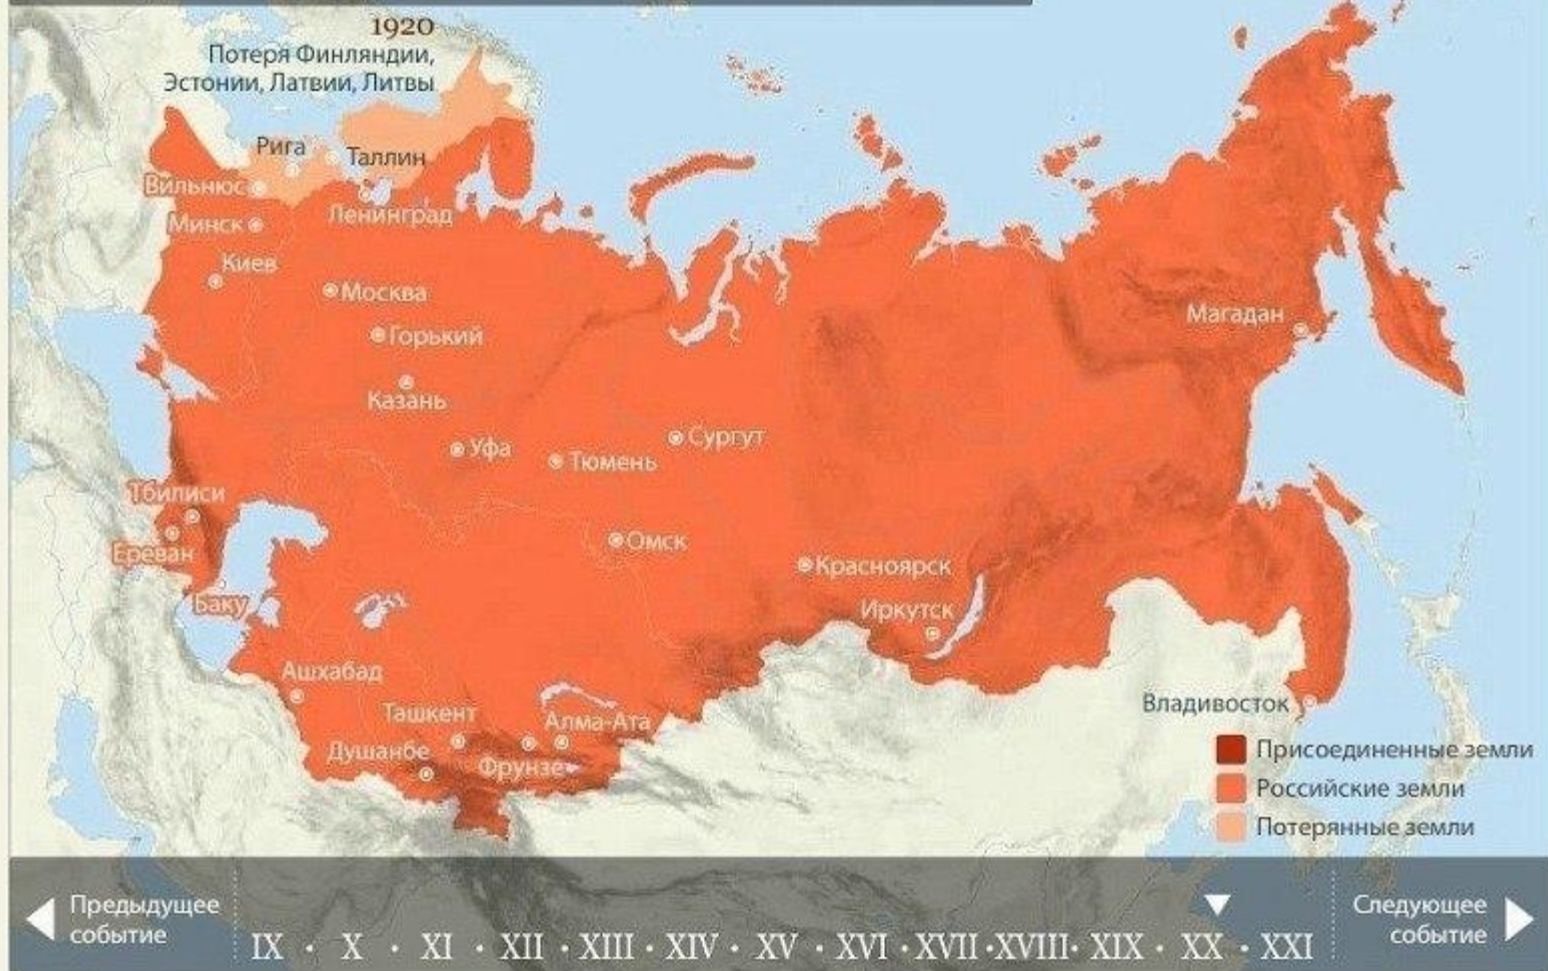 1920
Потеря Финляндии,
Эстонии, Латвии, Литвы
Рига
Таллин
Вильнюс
Ленинград
Минск
Киев
Москва
Магадан
Горький
Казань
Сургут
Уфа
Тюмень
Тбилиси
Омск
Ереван
Красноярск
Баку
Иркутск
Ашхабад
Владивосток
Ташкент
Алма-Ата
Душанбе
Фрунзе
Присоединенные земли
Российские земли
Потерянные земли
Предыдущее
событие
IX · X · XI · XII · XIII · XIV · XV · XVI · XVII · XVIII · XIX · XX · XXI
Следующее
событие